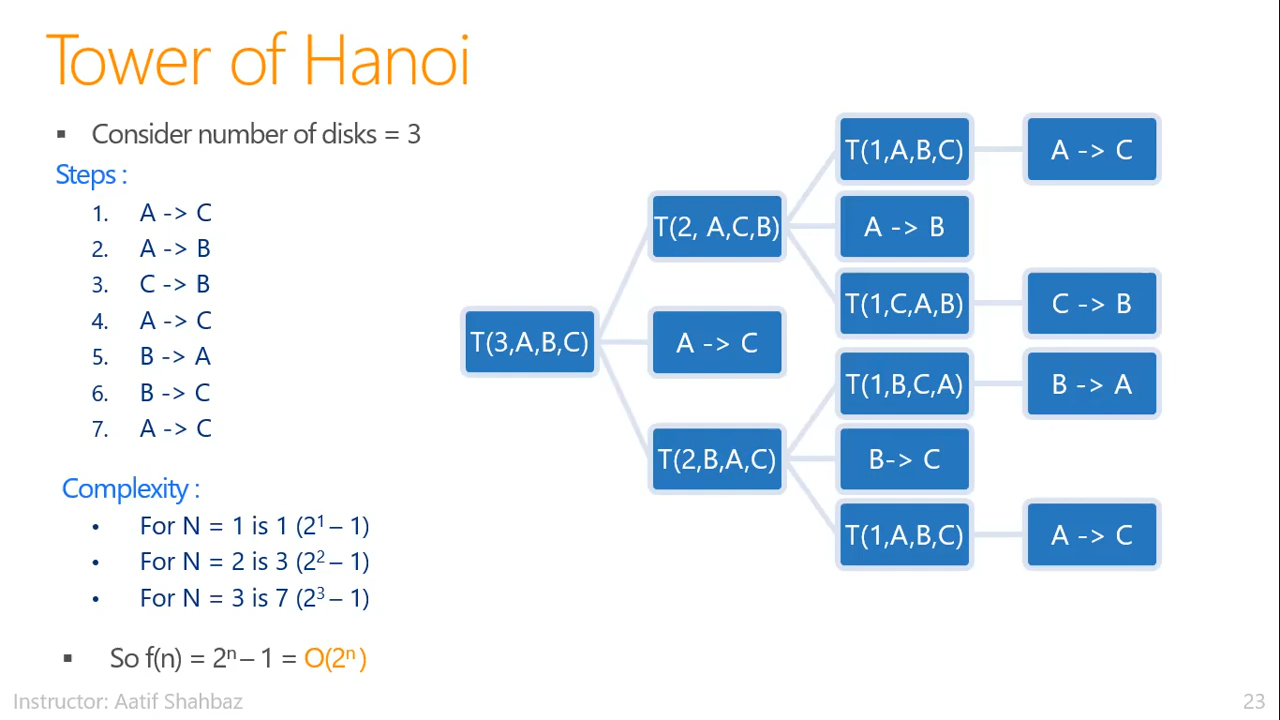 Tower of Hanoi
▪ Consider number of disks = 3
Steps :
1. A -> C
2. A -> B
3. C -> B
4. A -> C
5. B -> A
6. B -> C
7. A -> C
Complexity :
• For N = 1 is 1 (2¹ – 1)
• For N = 2 is 3 (2² – 1)
• For N = 3 is 7 (2³ – 1)
▪ So f(n) = 2ⁿ – 1 = O(2ⁿ )
T(3,A,B,C)
T(2, A,C,B)
A -> C
T(2,B,A,C)
T(1,A,B,C)
A -> C
A -> B
T(1,C,A,B)
C -> B
T(1,B,C,A)
B -> A
B-> C
T(1,A,B,C)
A -> C
Instructor: Aatif Shahbaz
23